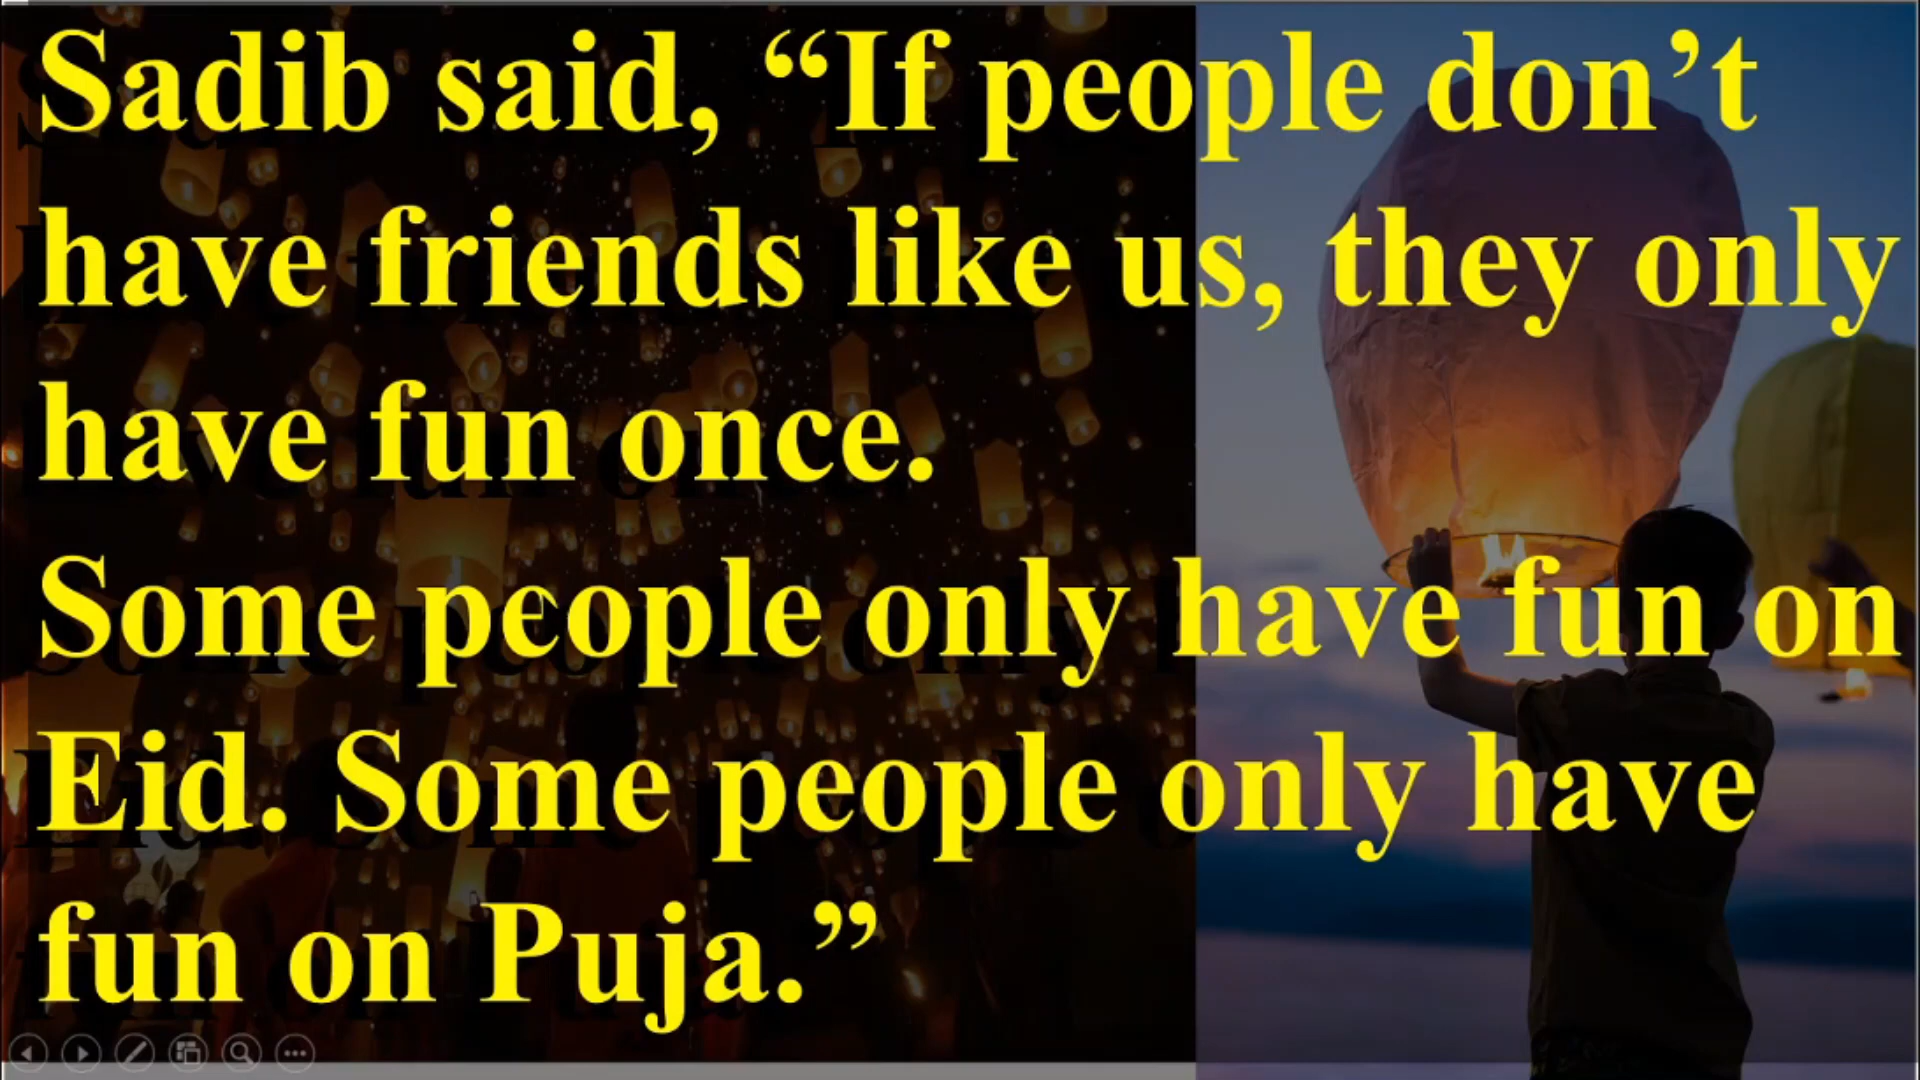 Sadib said, “If people don’t
have friends like us, they only
have fun once.
Some people only have fun on
Eid. Some people only have
fun on Puja.”